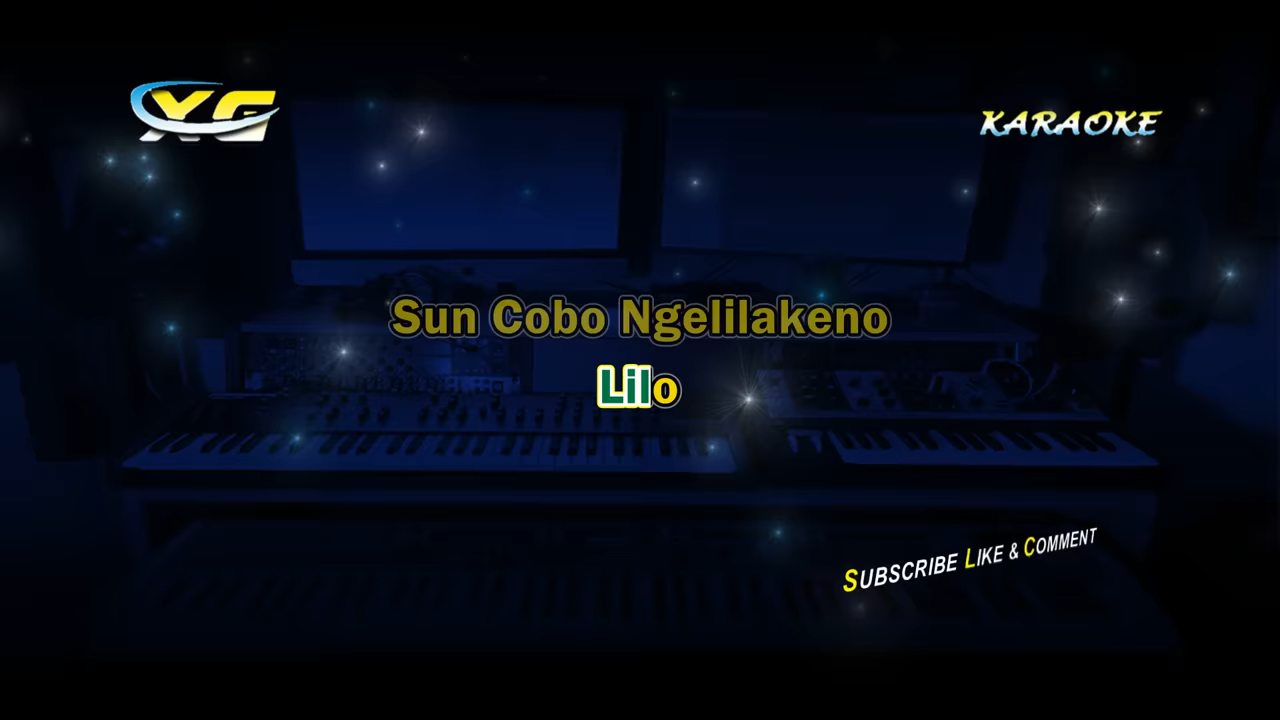 XG
KARAOKE
Sun Cobo Ngelilakeno
Lilo
SUBSCRIBE LIKE & COMMENT